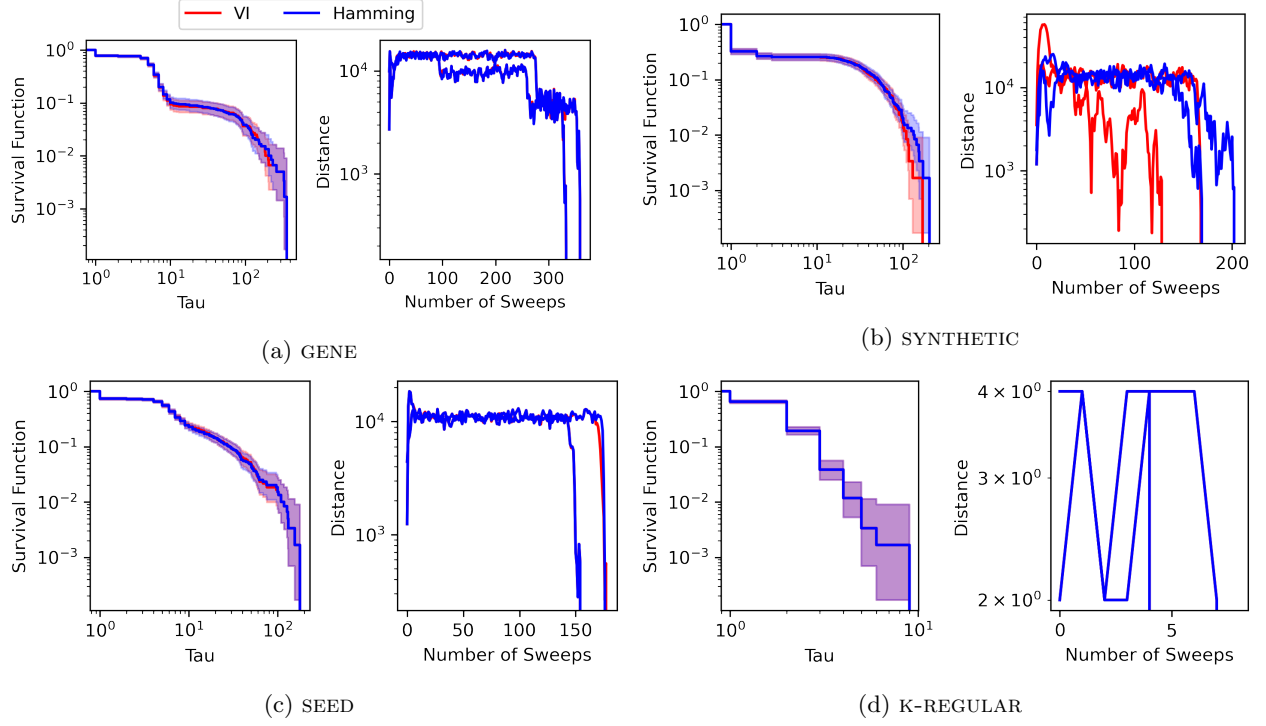 VI Hamming
10⁰
10⁻¹
10⁻²
10⁻³
Survival Function
10⁰ 10¹ 10²
Tau
10⁴
10³
Distance
0 100 200 300
Number of Sweeps
(a) GENE
10⁰
10⁻¹
10⁻²
10⁻³
Survival Function
10⁰ 10¹ 10²
Tau
10⁴
10³
Distance
0 100 200
Number of Sweeps
(b) SYNTHETIC
10⁰
10⁻¹
10⁻²
10⁻³
Survival Function
10⁰ 10¹ 10²
Tau
10⁴
10³
Distance
0 50 100 150
Number of Sweeps
(c) SEED
10⁰
10⁻¹
10⁻²
10⁻³
Survival Function
10⁰ 10¹
Tau
4 × 10⁰
3 × 10⁰
2 × 10⁰
Distance
0 5
Number of Sweeps
(d) K-REGULAR